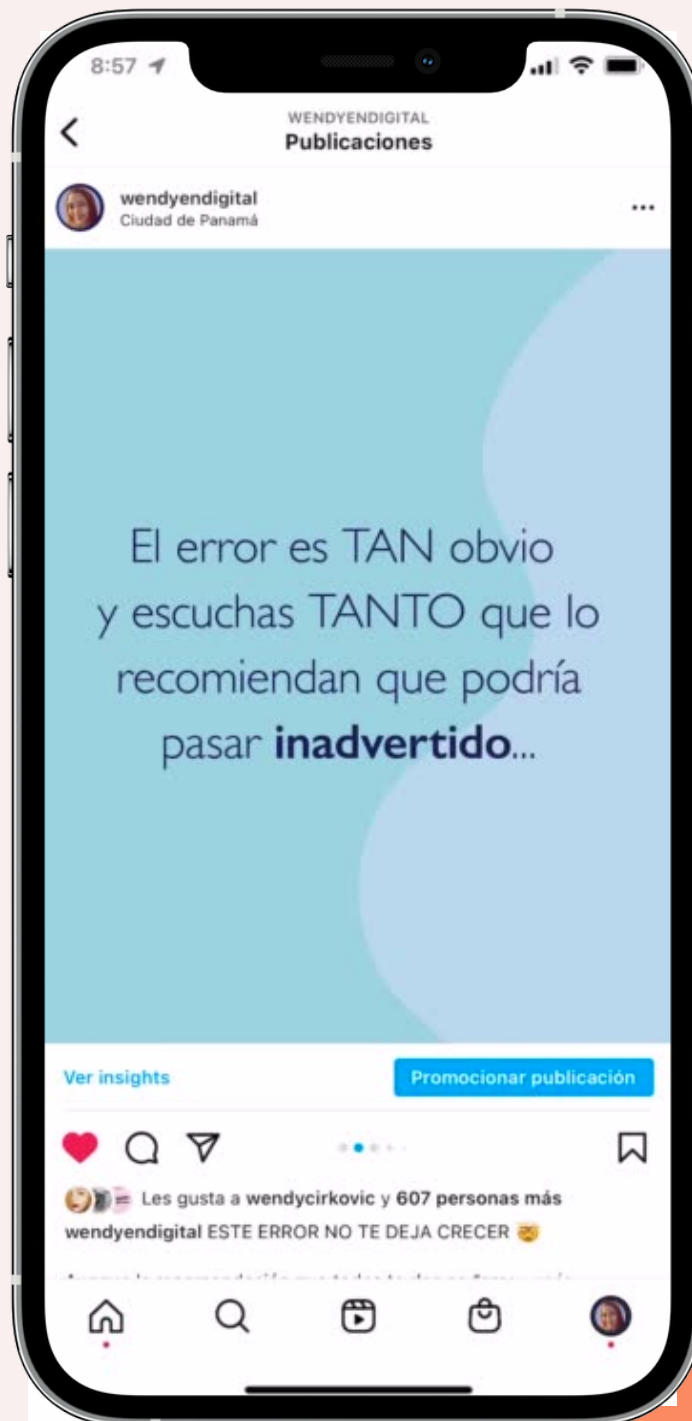 8:57
WENDYENDIGITAL
Publicaciones
wendyendigital
Ciudad de Panamá
El error es TAN obvio
y escuchas TANTO que lo
recomiendan que podría
pasar inadvertido...
Ver insights
Promocionar publicación
Les gusta a wendycirkovic y 607 personas más
wendyendigital ESTE ERROR NO TE DEJA CRECER 🤯